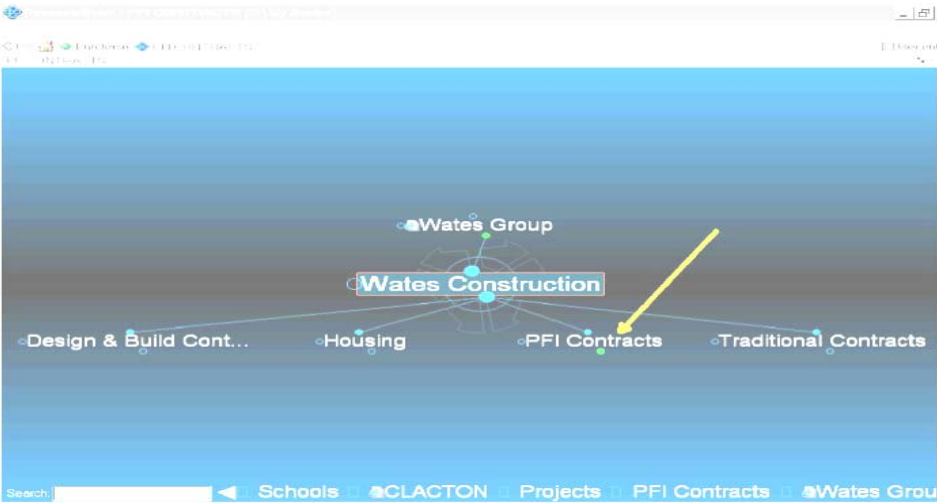 Wates Group
Wates Construction
Design & Build Cont...
Housing
PFI Contracts
Traditional Contracts
Search: Schools CLACTON Projects PFI Contracts Wates Grou